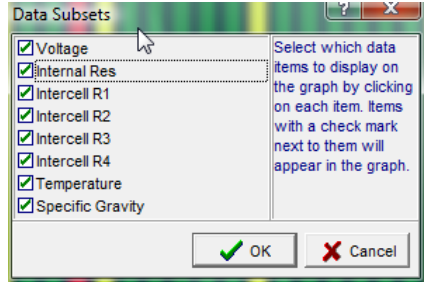 Data Subsets
?
X
Voltage
Internal Res
Intercell R1
Intercell R2
Intercell R3
Intercell R4
Temperature
Specific Gravity
Select which data
items to display on
the graph by clicking
on each item. Items
with a check mark
next to them will
appear in the graph.
OK
Cancel